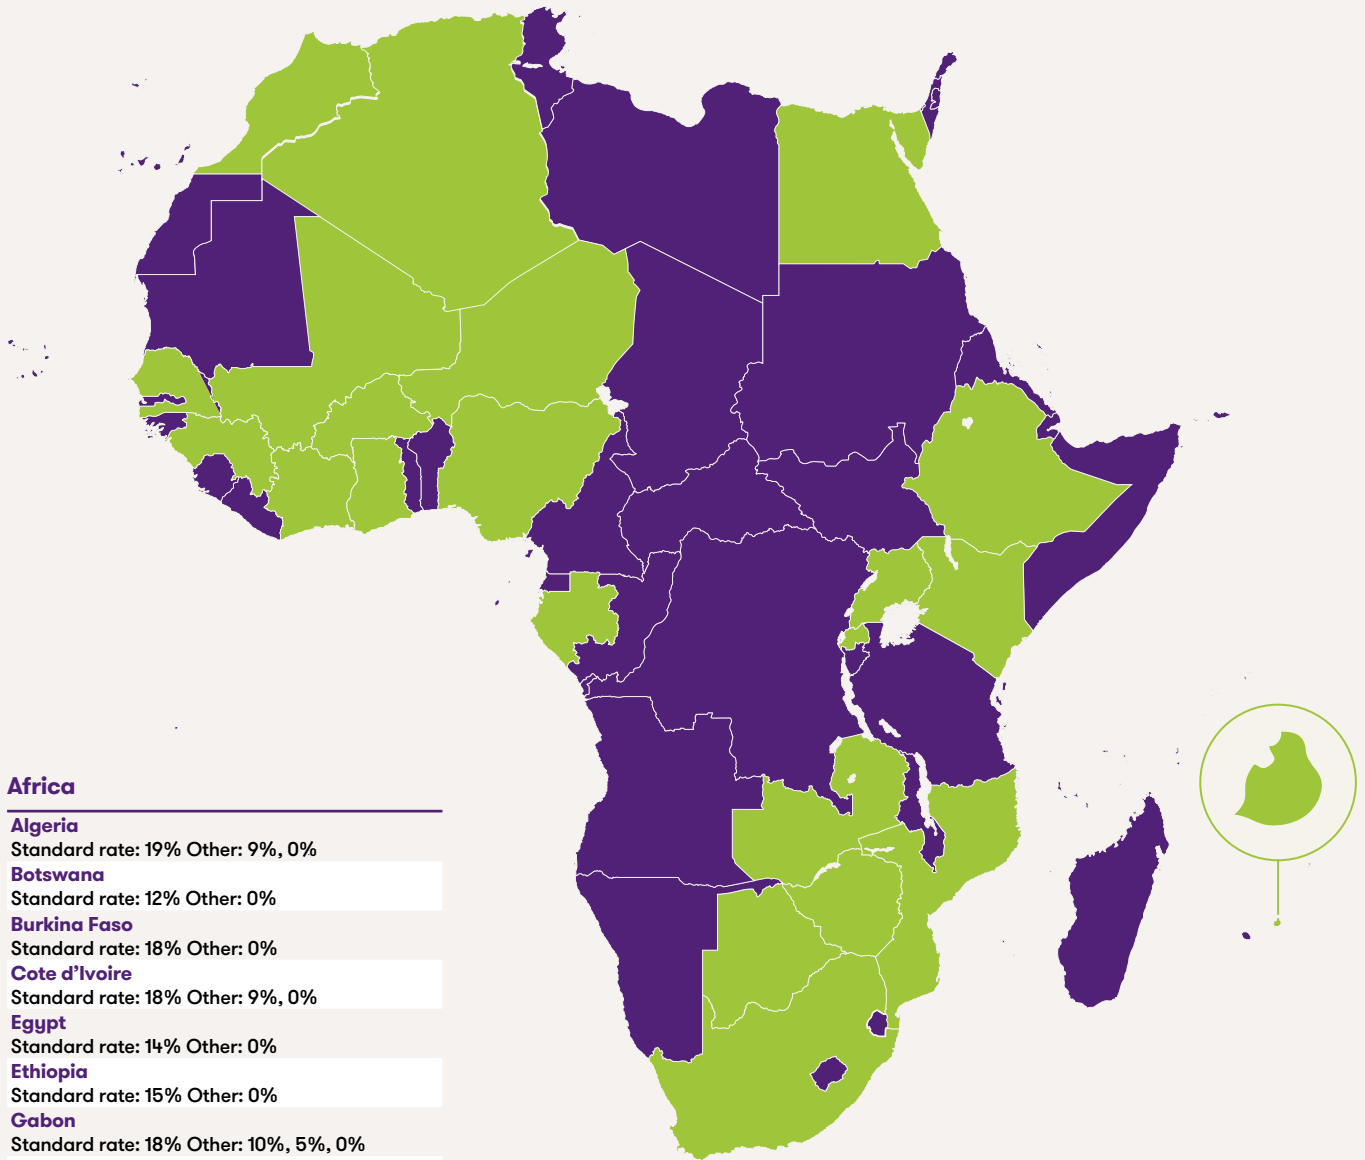 Africa
Algeria
Standard rate: 19% Other: 9%, 0%
Botswana
Standard rate: 12% Other: 0%
Burkina Faso
Standard rate: 18% Other: 0%
Cote d’Ivoire
Standard rate: 18% Other: 9%, 0%
Egypt
Standard rate: 14% Other: 0%
Ethiopia
Standard rate: 15% Other: 0%
Gabon
Standard rate: 18% Other: 10%, 5%, 0%